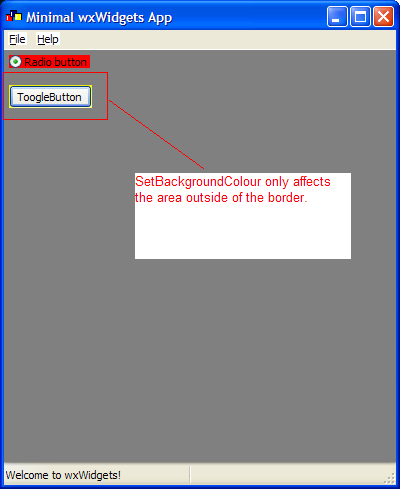 Minimal wxWidgets App
File Help
Radio button
ToogleButton
SetBackgroundColour only affects
the area outside of the border.
Welcome to wxWidgets!